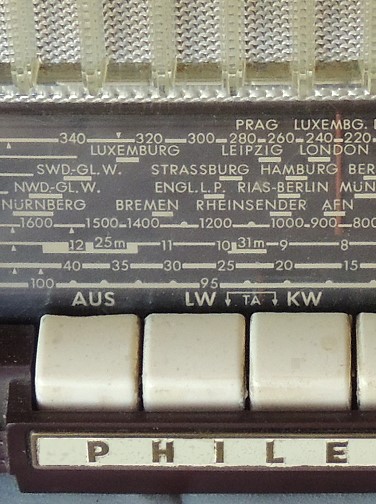 PRAG LUXEMBG.
340 320 300 280 260 240 220
LUXEMBURG LEIPZIG LONDON
SWD-GL.W. STRASSBURG HAMBURG BER
NWD-GL.W. ENGL.L.P. RIAS-BERLIN MÜN
NÜRNBERG BREMEN RHEINSENDER AFN
1600 1500 1400 1200 1000 900 800
12 25m 11 10 31m 9 8
40 35 30 25 20 15
100 95
AUS LW TA KW
PHILE